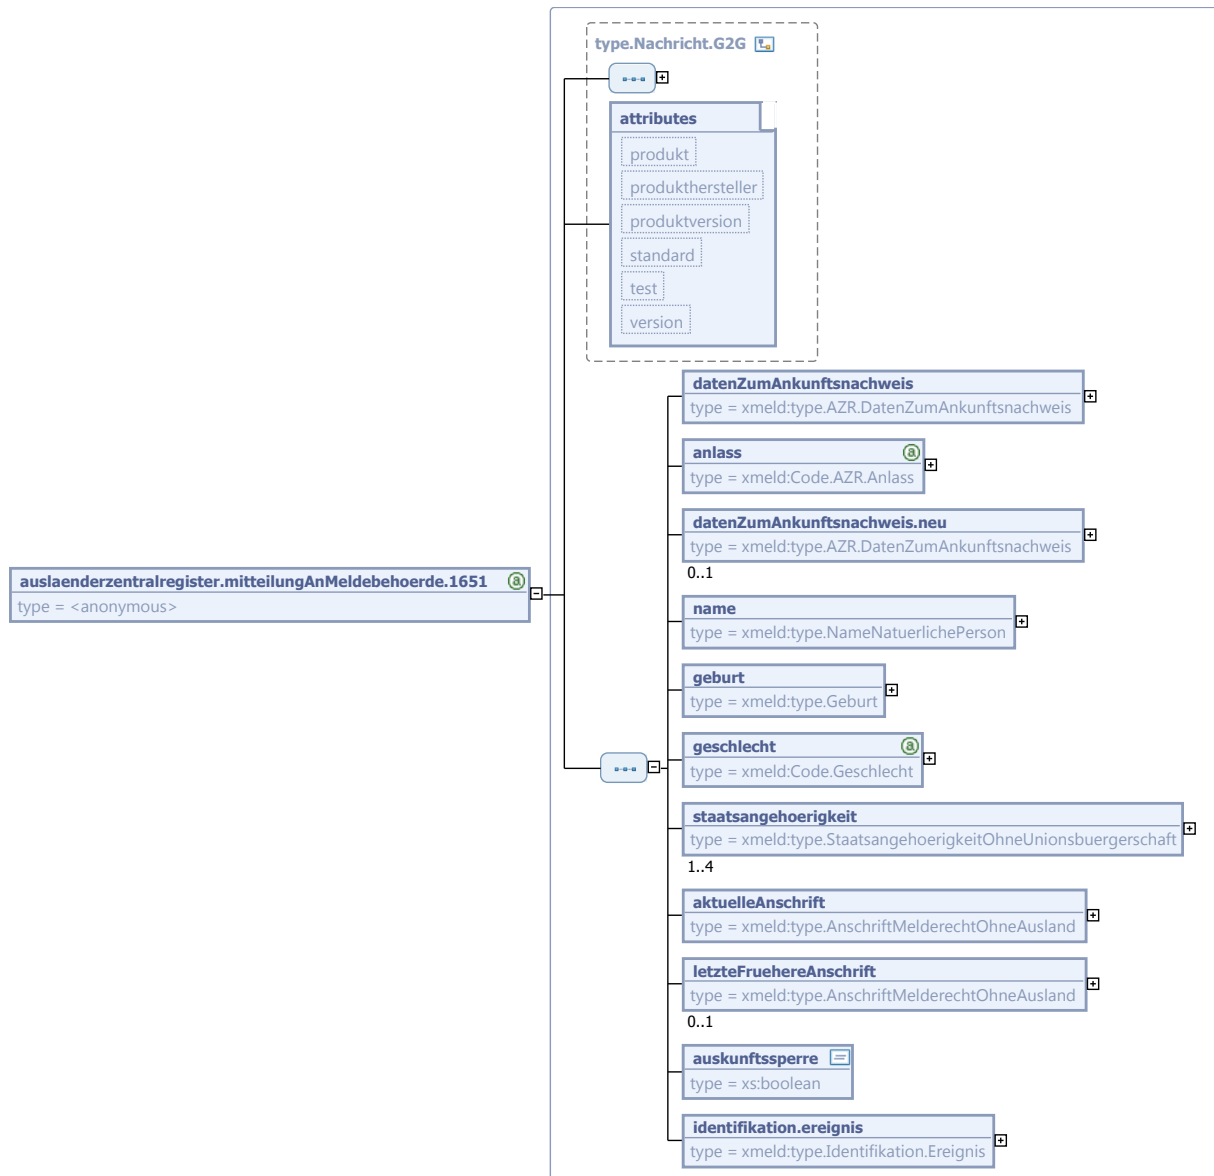 type.Nachricht.G2G
attributes
produkt
produkthersteller
produktversion
standard
test
version
datenZumAnkunftsnachweis
type = xmeld:type.AZR.DatenZumAnkunftsnachweis
anlass
type = xmeld:Code.AZR.Anlass
datenZumAnkunftsnachweis.neu
type = xmeld:type.AZR.DatenZumAnkunftsnachweis
0..1
auslaenderzentralregister.mitteilungAnMeldebehoerde.1651
type = <anonymous>
name
type = xmeld:type.NameNatuerlichePerson
geburt
type = xmeld:type.Geburt
geschlecht
type = xmeld:Code.Geschlecht
staatsangehoerigkeit
type = xmeld:type.StaatsangehoerigkeitOhneUnionsbuergerschaft
1..4
aktuelleAnschrift
type = xmeld:type.AnschriftMelderechtOhneAusland
letzteFruehereAnschrift
type = xmeld:type.AnschriftMelderechtOhneAusland
0..1
auskunftssperre
type = xs:boolean
identifikation.ereignis
type = xmeld:type.Identifikation.Ereignis